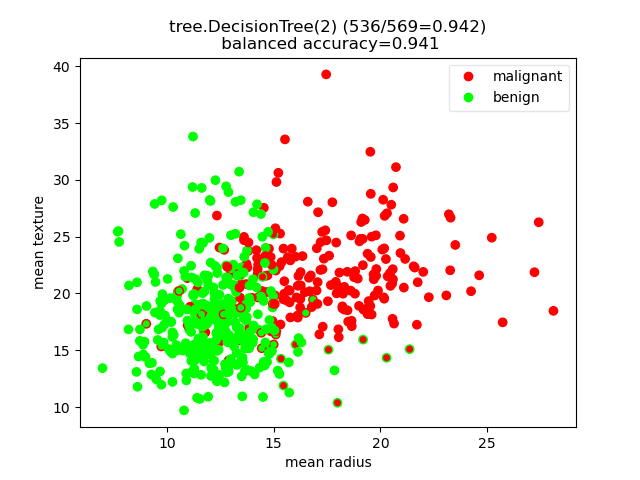 tree.DecisionTree(2) (536/569=0.942)
balanced accuracy=0.941
malignant
benign
40
35
30
25
20
15
10
mean texture
10
15
20
25
mean radius